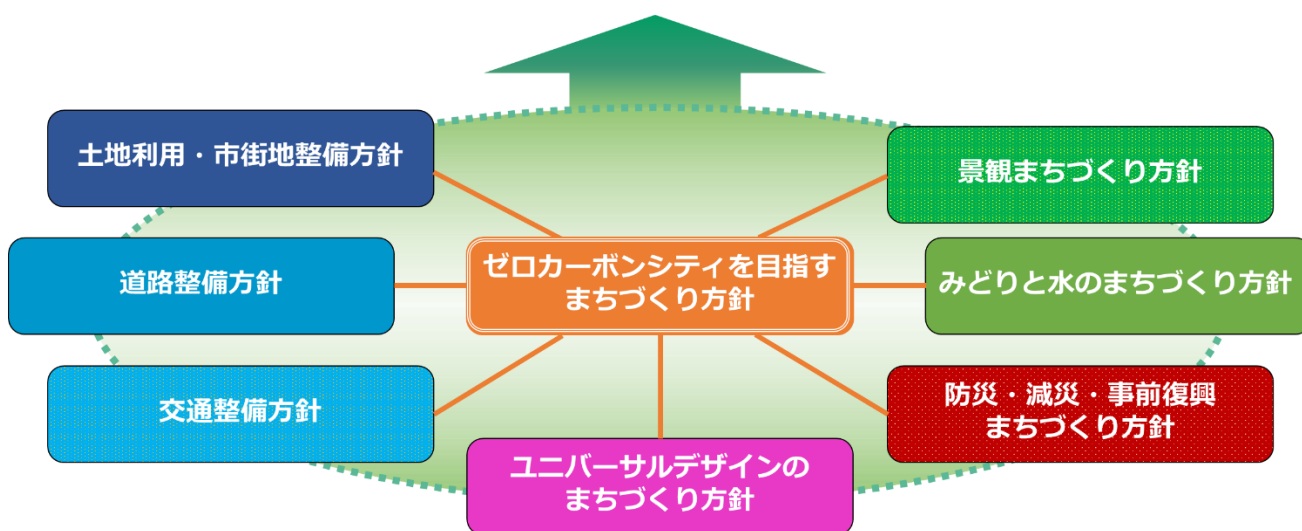 土地利用・市街地整備方針
景観まちづくり方針
ゼロカーボンシティを目指す
まちづくり方針
道路整備方針
みどりと水のまちづくり方針
交通整備方針
防災・減災・事前復興
まちづくり方針
ユニバーサルデザインの
まちづくり方針